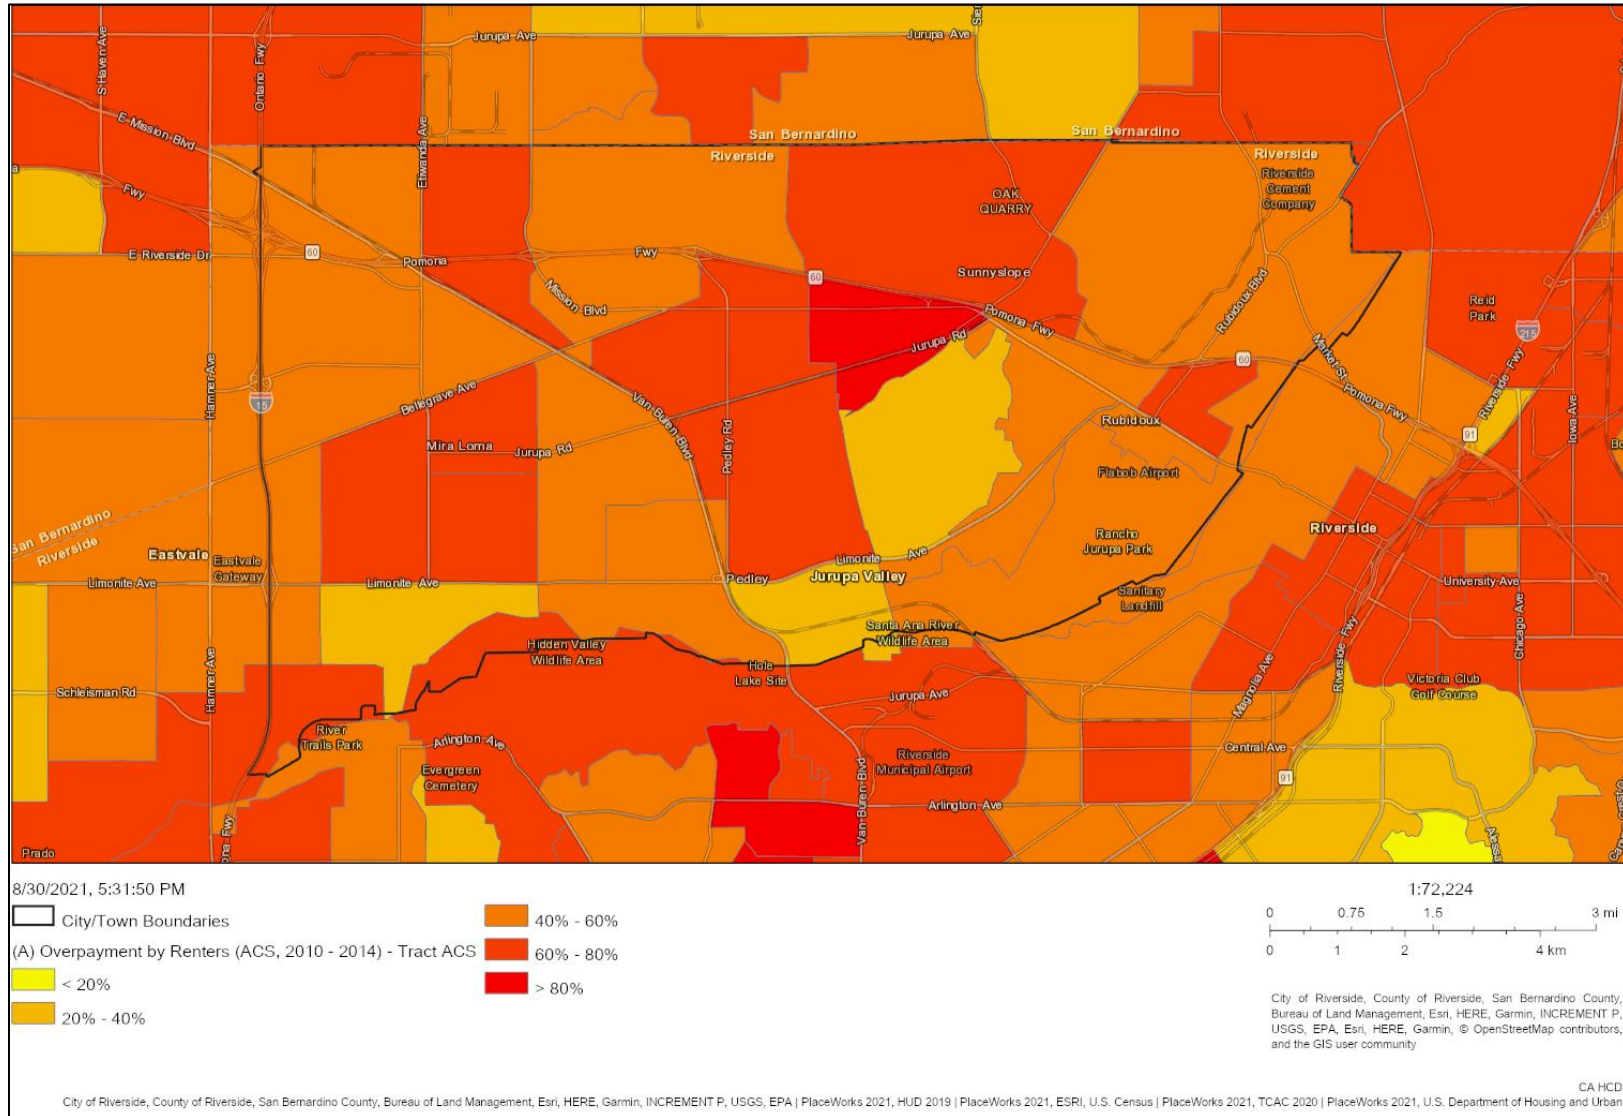 Jurupa Ave
Jurupa Ave
S Haven Ave
Ontario Fwy
E Mission Blvd
Etiwanda Ave
San Bernardino
San Bernardino
Riverside
Riverside
Riverside
Cement
Company
OAK
QUARRY
Fwy
E Riverside Dr
60
Pomona
Fwy
60
Sunnyslope
Mission Blvd
Pomona Fwy
Rubidoux Blvd
Reid
Park
215
Jurupa Rd
60
Market St
Pomona Fwy
Riverside Fwy
Iowa Ave
Hamner Ave
15
Bellegrave Ave
Van Buren Blvd
Pedley Rd
Rubidoux
91
Mira Loma
Jurupa Rd
Flabob Airport
San Bernardino
Riverside
Eastvale
Eastvale
Gateway
Rancho
Jurupa Park
Riverside
Limonite Ave
Limonite Ave
Pedley
Limonite Ave
Jurupa Valley
Sanitary
Landfill
University Ave
Chicago Ave
Santa Ana River
Wildlife Area
Hidden Valley
Wildlife Area
Hole
Lake Site
Riverside Fwy
Magnolia Ave
Victoria Club
Golf Course
Schleisman Rd
Hamner Ave
Jurupa Ave
River
Trails Park
Arlington Ave
Evergreen
Cemetery
Riverside
Municipal Airport
Central Ave
91
Van Buren Blvd
Arlington Ave
Prado
8/30/2021, 5:31:50 PM
City/Town Boundaries
(A) Overpayment by Renters (ACS, 2010 - 2014) - Tract ACS
< 20%
20% - 40%
40% - 60%
60% - 80%
> 80%
1:72,224
0 0.75 1.5 3 mi
0 1 2 4 km
City of Riverside, County of Riverside, San Bernardino County,
Bureau of Land Management, Esri, HERE, Garmin, INCREMENT P,
USGS, EPA, Esri, HERE, Garmin, © OpenStreetMap contributors,
and the GIS user community
CA HCD
City of Riverside, County of Riverside, San Bernardino County, Bureau of Land Management, Esri, HERE, Garmin, INCREMENT P, USGS, EPA | PlaceWorks 2021, HUD 2019 | PlaceWorks 2021, ESRI, U.S. Census | PlaceWorks 2021, TCAC 2020 | PlaceWorks 2021, U.S. Department of Housing and Urban